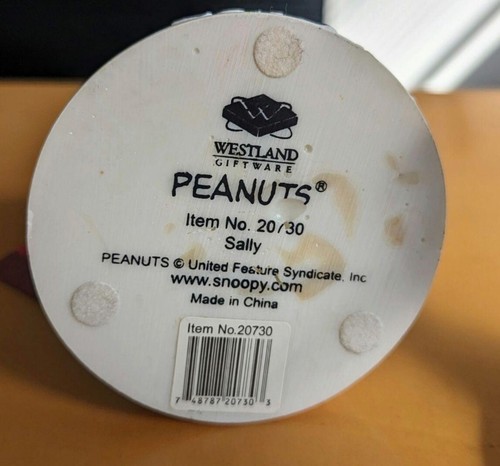 W
WESTLAND
GIFTWARE
PEANUTS®
Item No. 20730
Sally
PEANUTS © United Feature Syndicate, Inc
www.snoopy.com
Made in China
Item No.20730
7 48787 20730 3